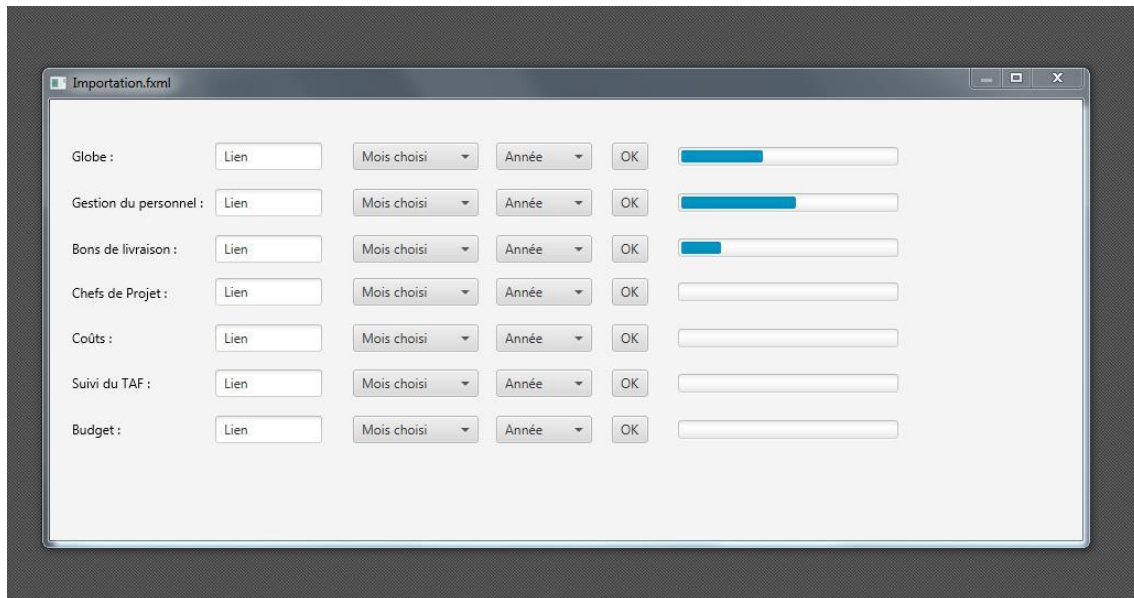 Importation.fxml
Globe : Lien Mois choisi Année OK
Gestion du personnel : Lien Mois choisi Année OK
Bons de livraison : Lien Mois choisi Année OK
Chefs de Projet : Lien Mois choisi Année OK
Coûts : Lien Mois choisi Année OK
Suivi du TAF : Lien Mois choisi Année OK
Budget : Lien Mois choisi Année OK